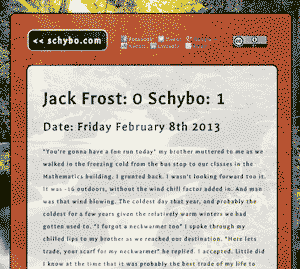 << schybo.com
Jack Frost: 0 Schybo: 1
Date: Friday February 8th 2013
"You're gonna have a fun run today" my brother muttered to me as we
walked in the freezing cold from the bus stop to our classes in the
Mathematics building. I grunted back. I wasn't looking forward too it.
It was -16 outdoors, without the wind chill factor added in. And man
was that wind blowing. The coldest day that year, and probably the
coldest for a few years given the relatively warm winters we had
gotten used to. "I forgot a neckwarmer too" I spoke through my
chilled lips to my brother as we reached our destination. "Here lets
trade, your scarf for my neckwarmer" he replied. I accepted. Little did
I know at the time that it was probably the best trade of my life to